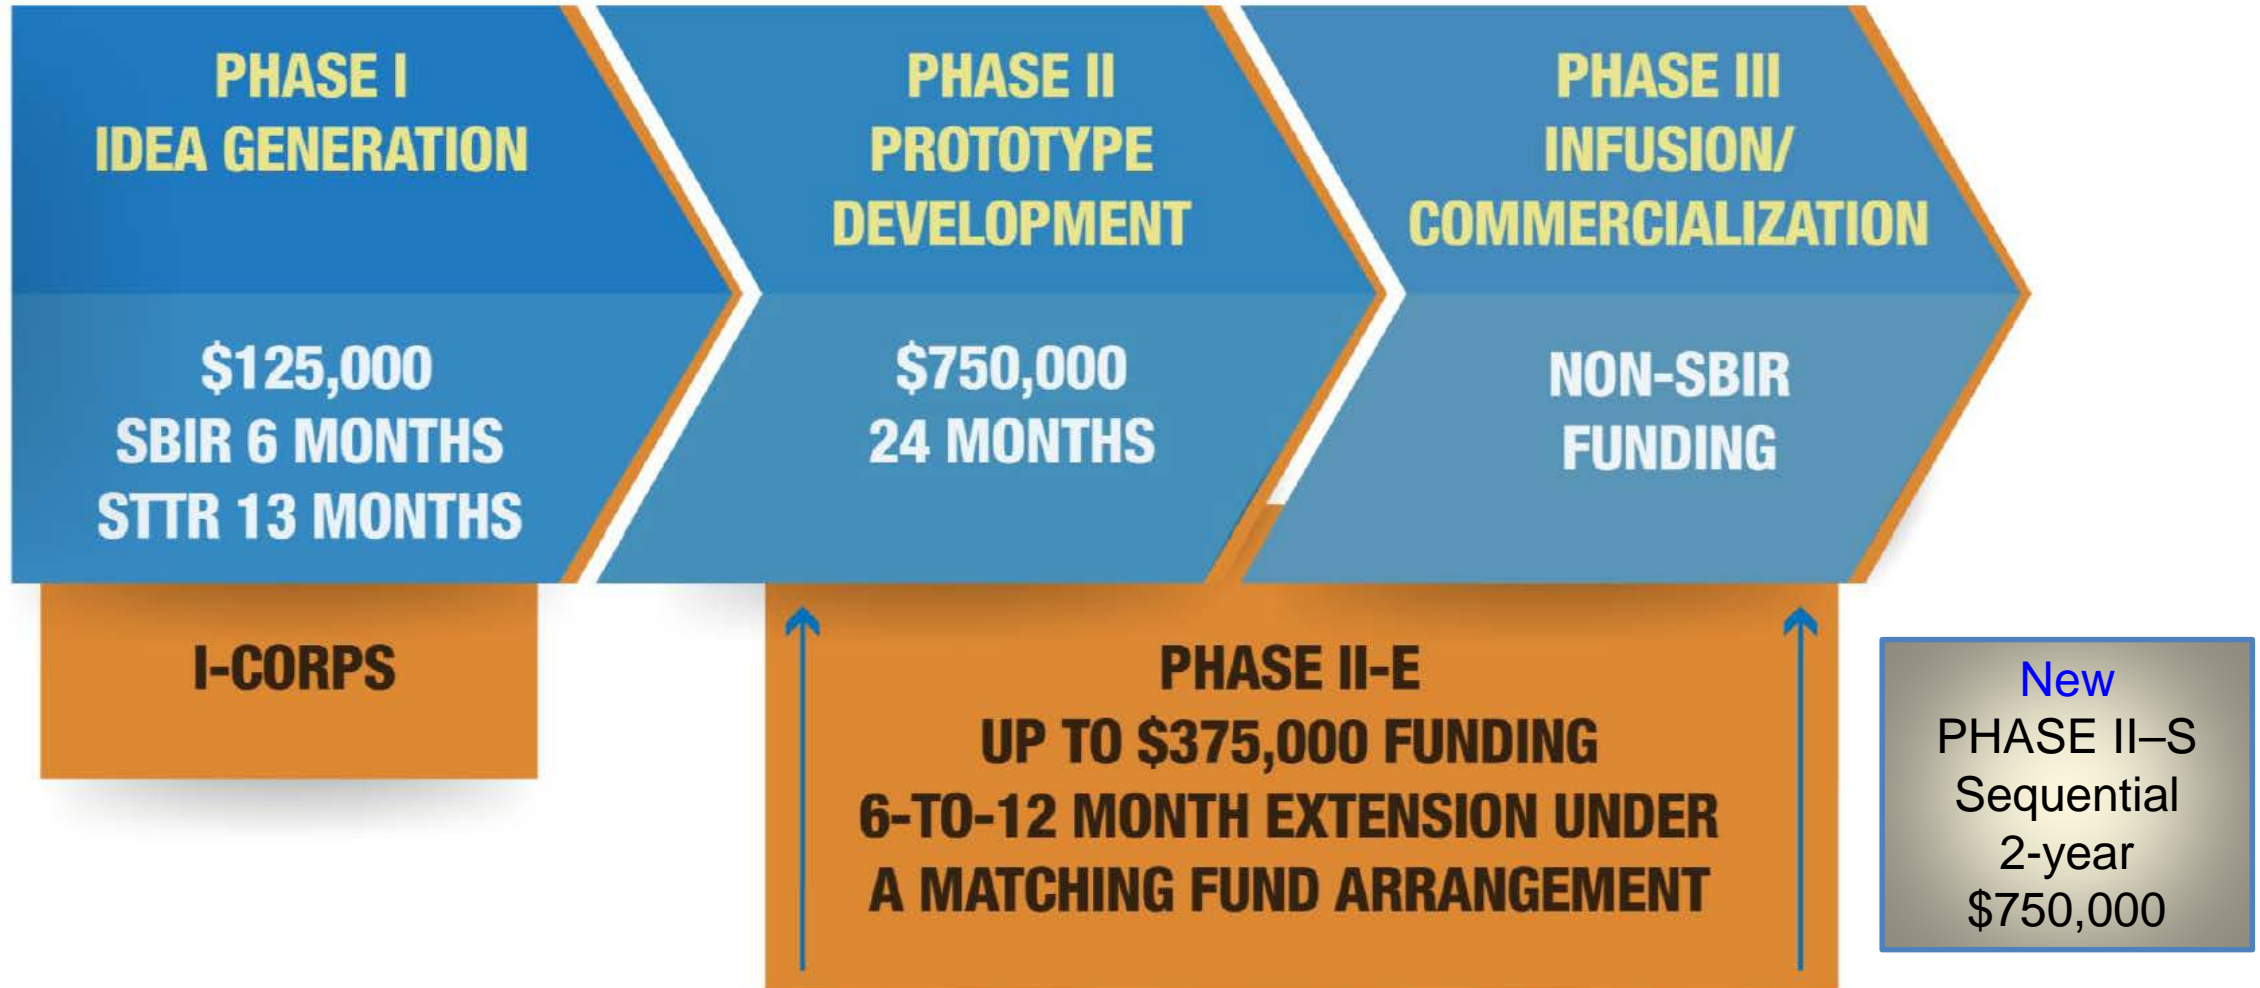 PHASE I
IDEA GENERATION
$125,000
SBIR 6 MONTHS
STTR 13 MONTHS
I-CORPS
PHASE II
PROTOTYPE
DEVELOPMENT
$750,000
24 MONTHS
PHASE III
INFUSION/
COMMERCIALIZATION
NON-SBIR
FUNDING
PHASE II-E
UP TO $375,000 FUNDING
6-TO-12 MONTH EXTENSION UNDER
A MATCHING FUND ARRANGEMENT
New
PHASE II–S
Sequential
2-year
$750,000